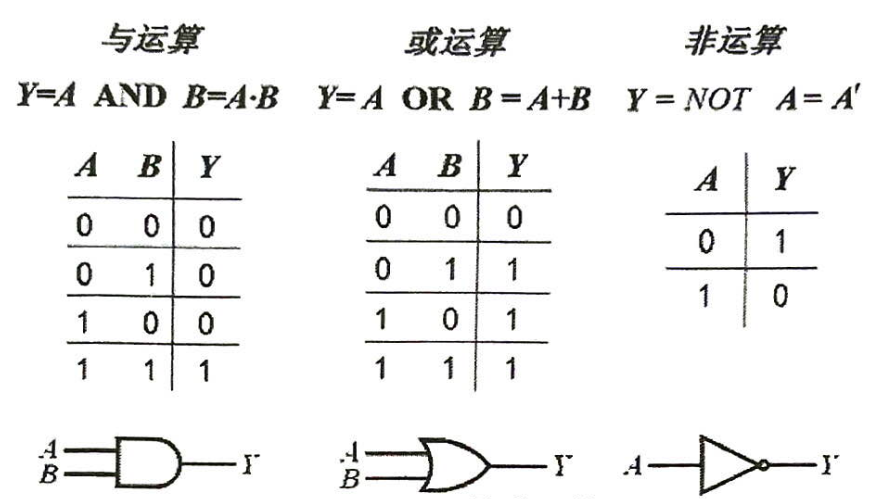 与运算 或运算 非运算
Y=A AND B=A·B Y=A OR B=A+B Y=NOT A=A′
A B Y A B Y A Y
0 0 0 0 0 0 0 1
0 1 0 0 1 1 1 0
1 0 0 1 0 1
1 1 1 1 1 1
A Y A Y A Y
B B